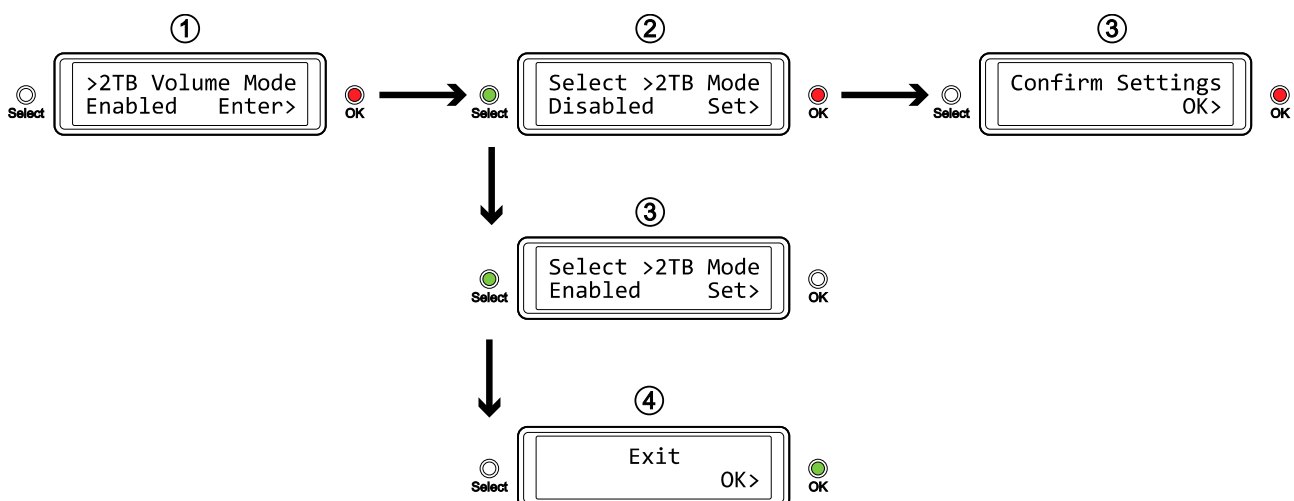 ①
>2TB Volume Mode
Enabled Enter>
Select
OK
②
Select >2TB Mode
Disabled Set>
Select
OK
③
Confirm Settings
OK>
Select
OK
③
Select >2TB Mode
Enabled Set>
Select
OK
④
Exit
OK>
Select
OK